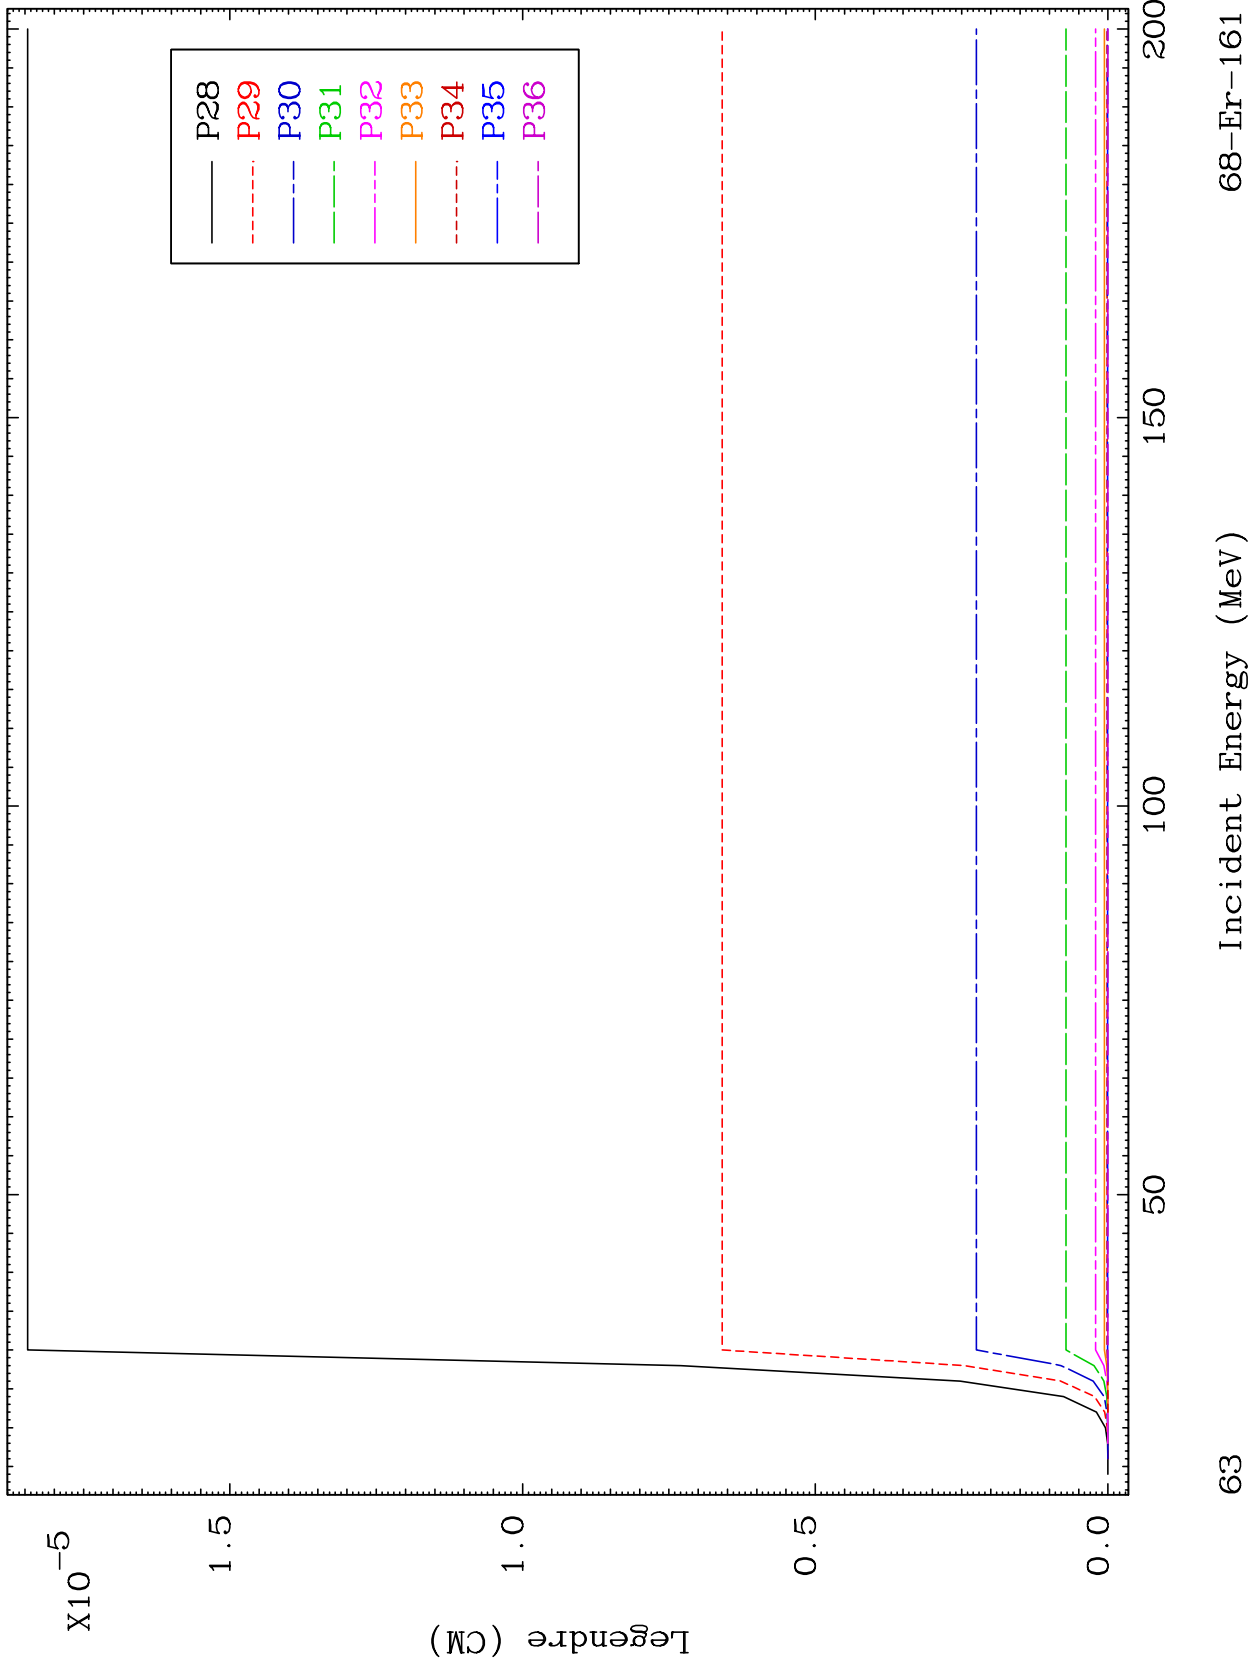 X10-5
1.5
1.0
0.5
0.0
Legendre (CM)
P28
P29
P30
P31
P32
P33
P34
P35
P36
50
100
150
200
63
Incident Energy (MeV)
68-Er-161